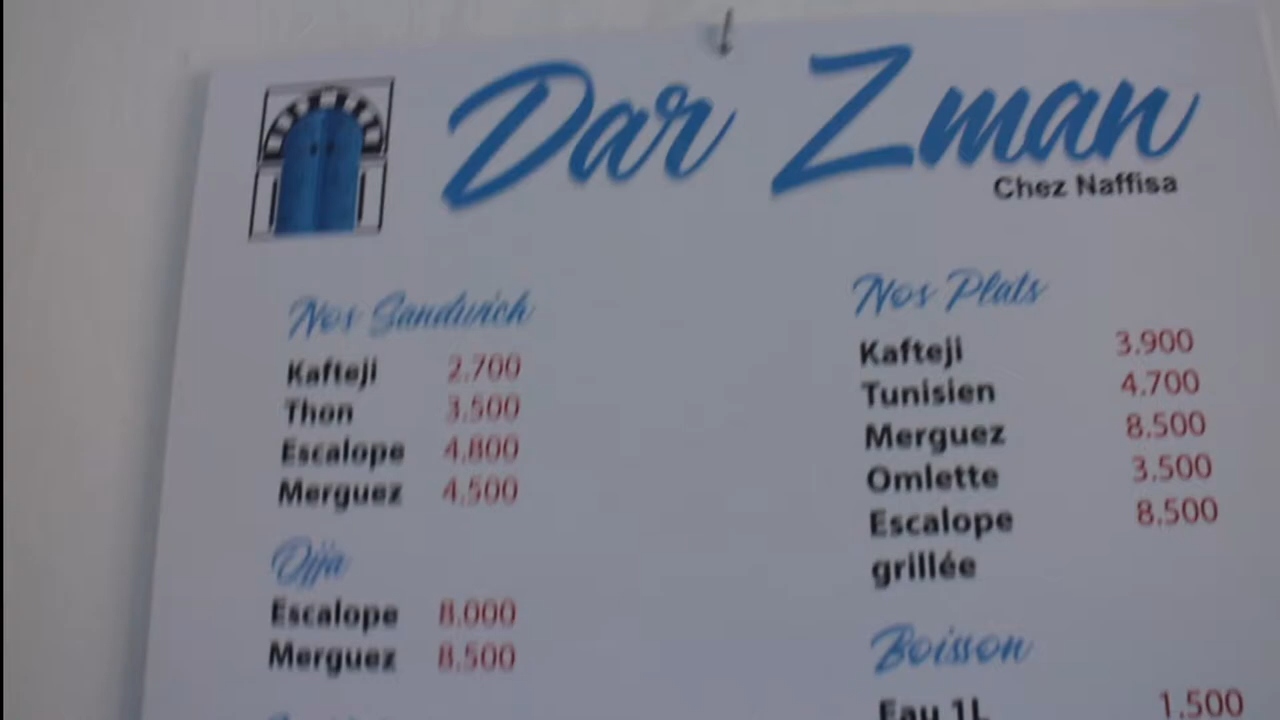 Dar Zman
Chez Naffisa
Nos Sandwich
Kafteji 2.700
Thon 3.500
Escalope 4.800
Merguez 4.500
Ojja
Escalope 8.000
Merguez 8.500
Nos Plats
Kafteji 3.900
Tunisien 4.700
Merguez 8.500
Omlette 3.500
Escalope 8.500
grillée
Boisson
Eau 1L 1.500